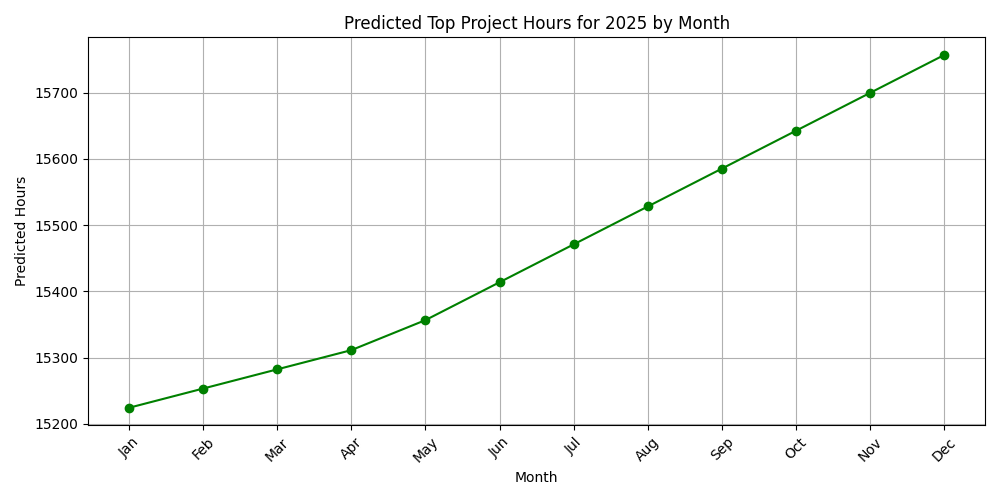 Predicted Top Project Hours for 2025 by Month
Predicted Hours
15700
15600
15500
15400
15300
15200
Jan
Feb
Mar
Apr
May
Jun
Jul
Aug
Sep
Oct
Nov
Dec
Month